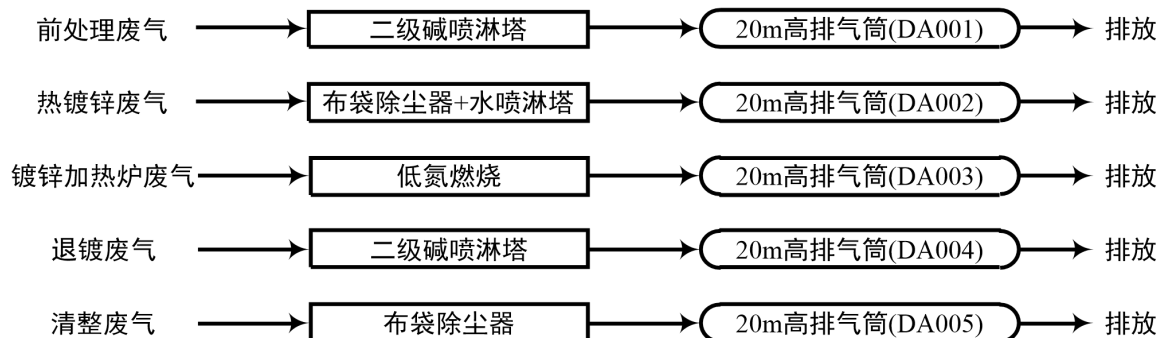 前处理废气 二级碱喷淋塔 20m高排气筒(DA001) 排放
热镀锌废气 布袋除尘器+水喷淋塔 20m高排气筒(DA002) 排放
镀锌加热炉废气 低氮燃烧 20m高排气筒(DA003) 排放
退镀废气 二级碱喷淋塔 20m高排气筒(DA004) 排放
清整废气 布袋除尘器 20m高排气筒(DA005) 排放